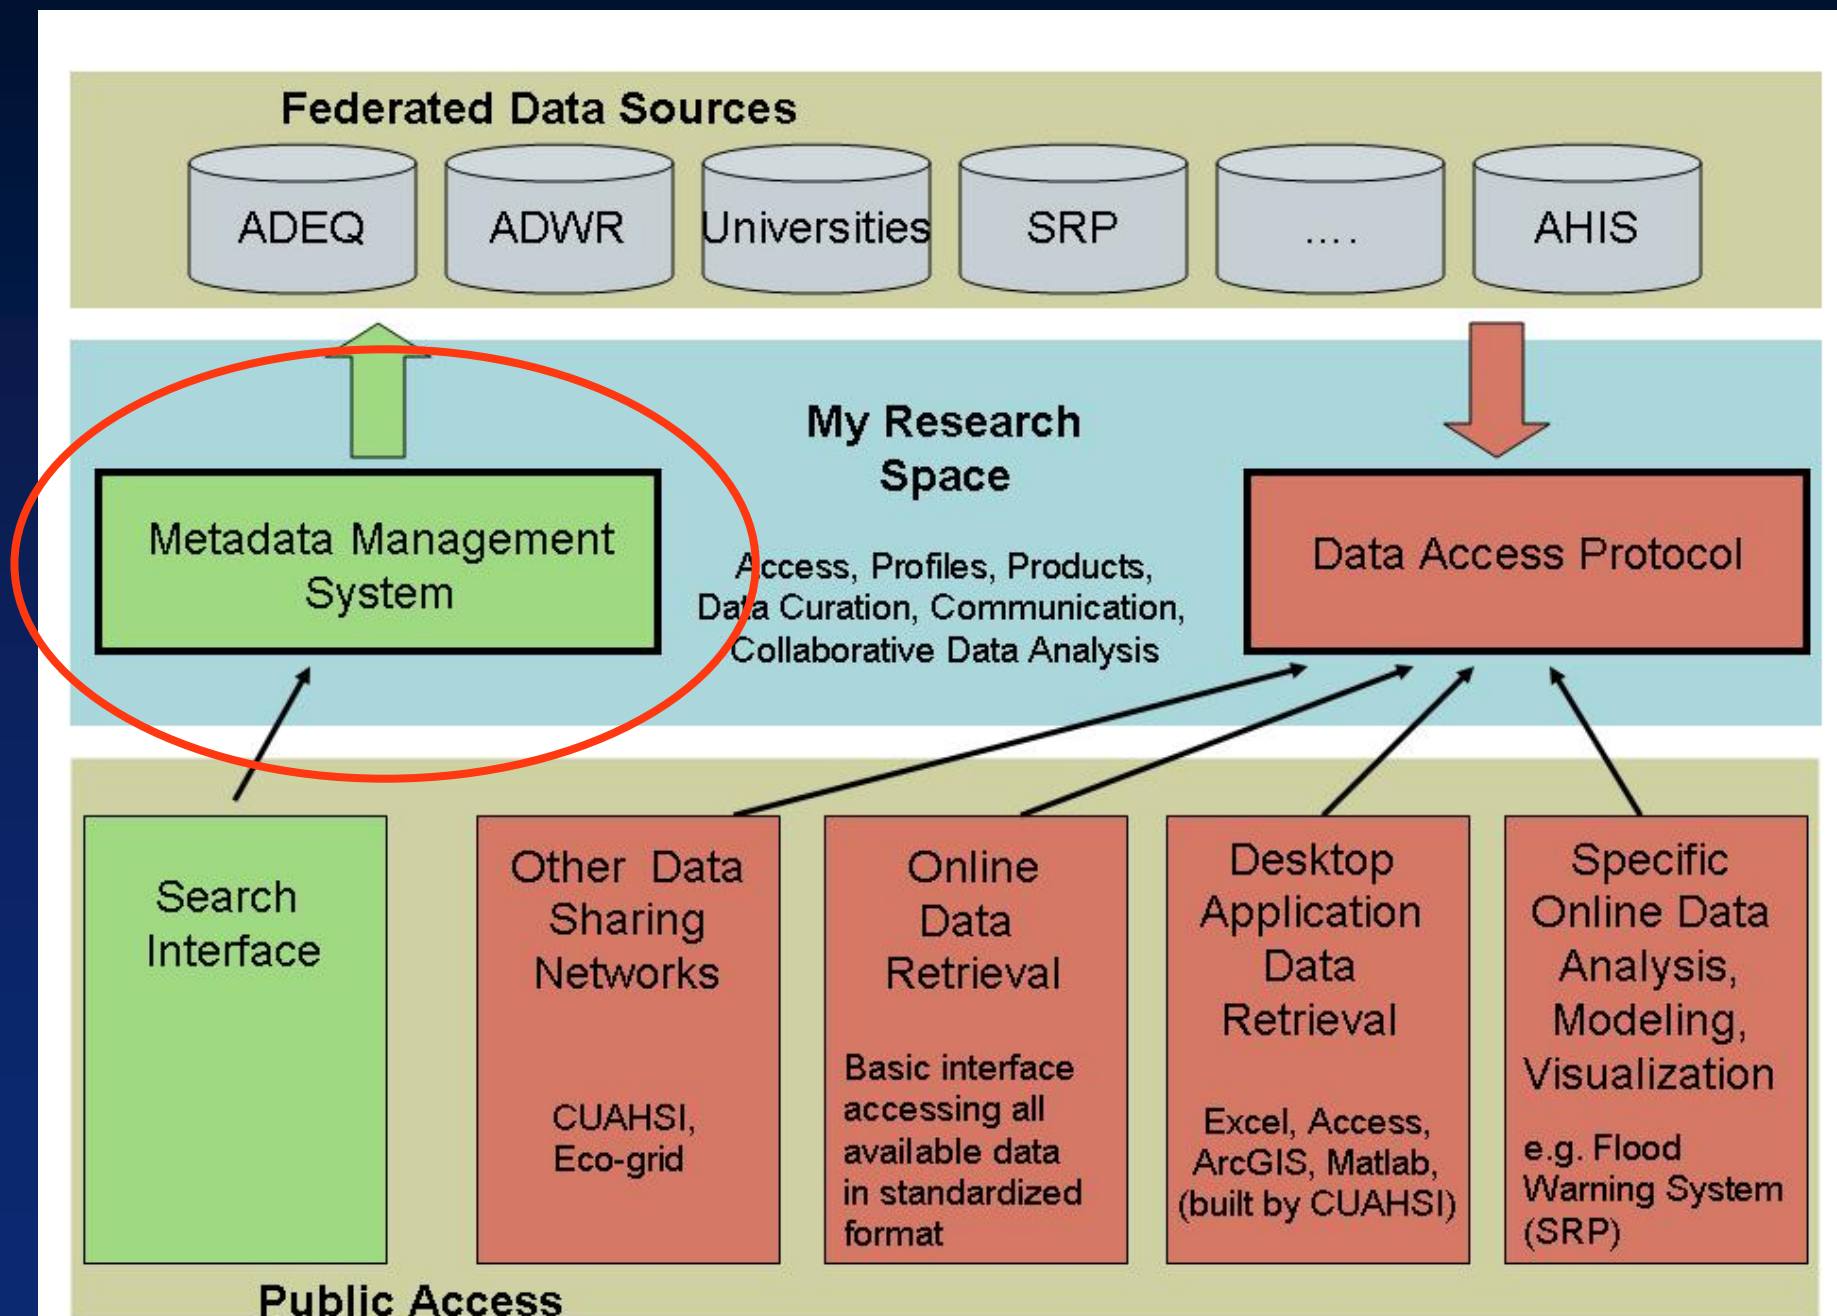 Federated Data Sources
ADEQ
ADWR
Universities
SRP
....
AHIS
My Research
Space
Access, Profiles, Products,
Data Curation, Communication,
Collaborative Data Analysis
Metadata Management
System
Data Access Protocol
Search
Interface
Other Data
Sharing
Networks
CUAHSI,
Eco-grid
Online
Data
Retrieval
Basic interface
accessing all
available data
in standardized
format
Desktop
Application
Data
Retrieval
Excel, Access,
ArcGIS, Matlab,
(built by CUAHSI)
Specific
Online Data
Analysis,
Modeling,
Visualization
e.g. Flood
Warning System
(SRP)
Public Access